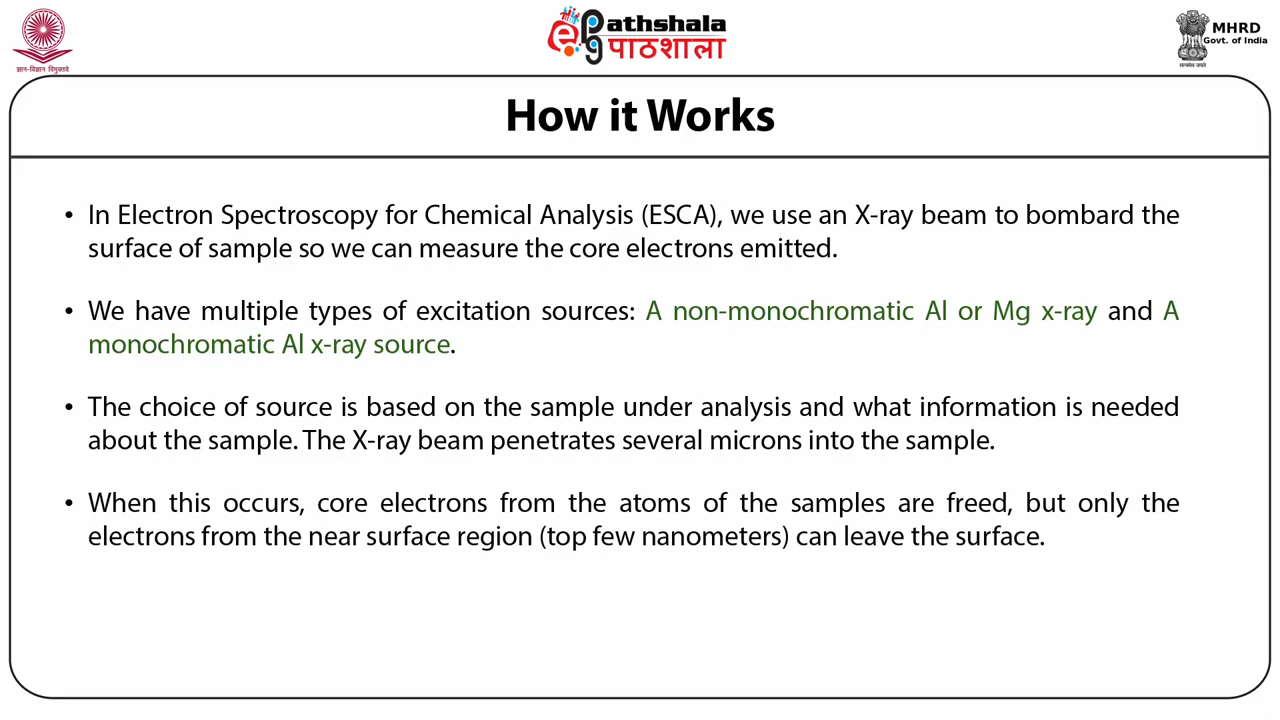 ज्ञान-विज्ञान विमुक्तये
ePathshala
पाठशाला
MHRD
Govt. of India
सत्यमेव जयते
How it Works
• In Electron Spectroscopy for Chemical Analysis (ESCA), we use an X-ray beam to bombard the
surface of sample so we can measure the core electrons emitted.
• We have multiple types of excitation sources: A non-monochromatic Al or Mg x-ray and A
monochromatic Al x-ray source.
• The choice of source is based on the sample under analysis and what information is needed
about the sample. The X-ray beam penetrates several microns into the sample.
• When this occurs, core electrons from the atoms of the samples are freed, but only the
electrons from the near surface region (top few nanometers) can leave the surface.